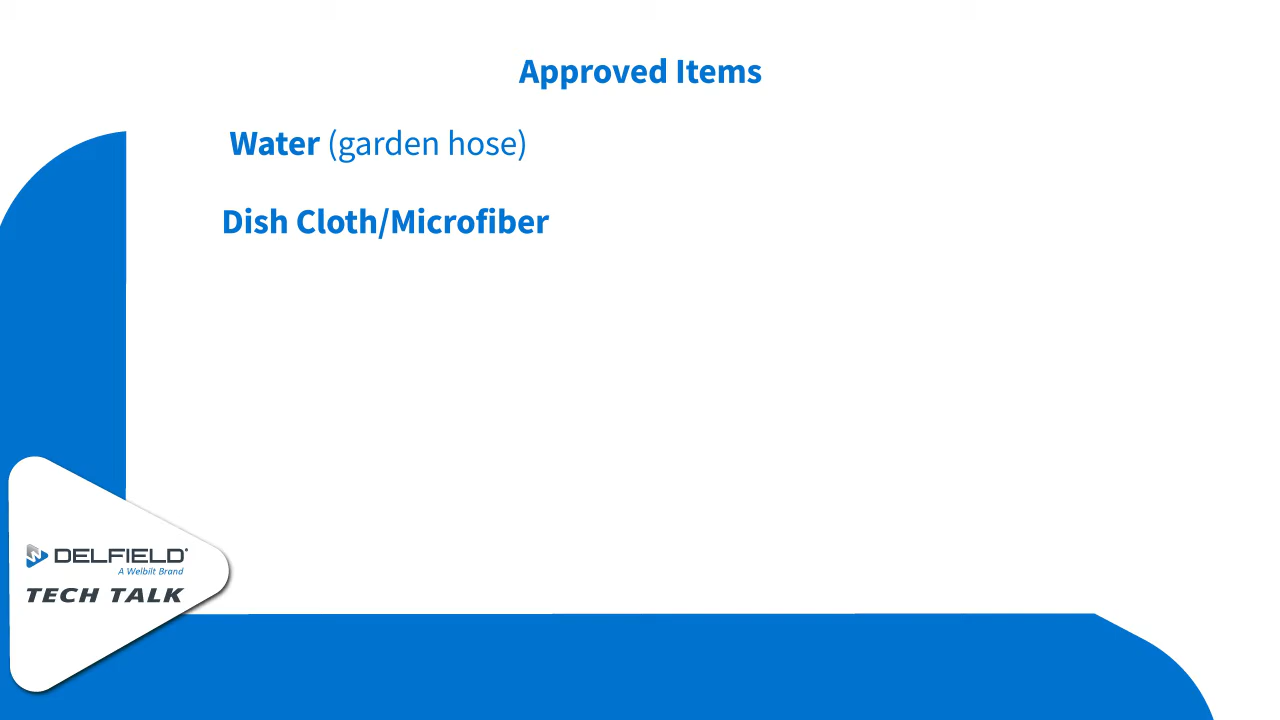 Approved Items
Water (garden hose)
Dish Cloth/Microfiber
DELFIELD
A Welbilt Brand
TECH TALK